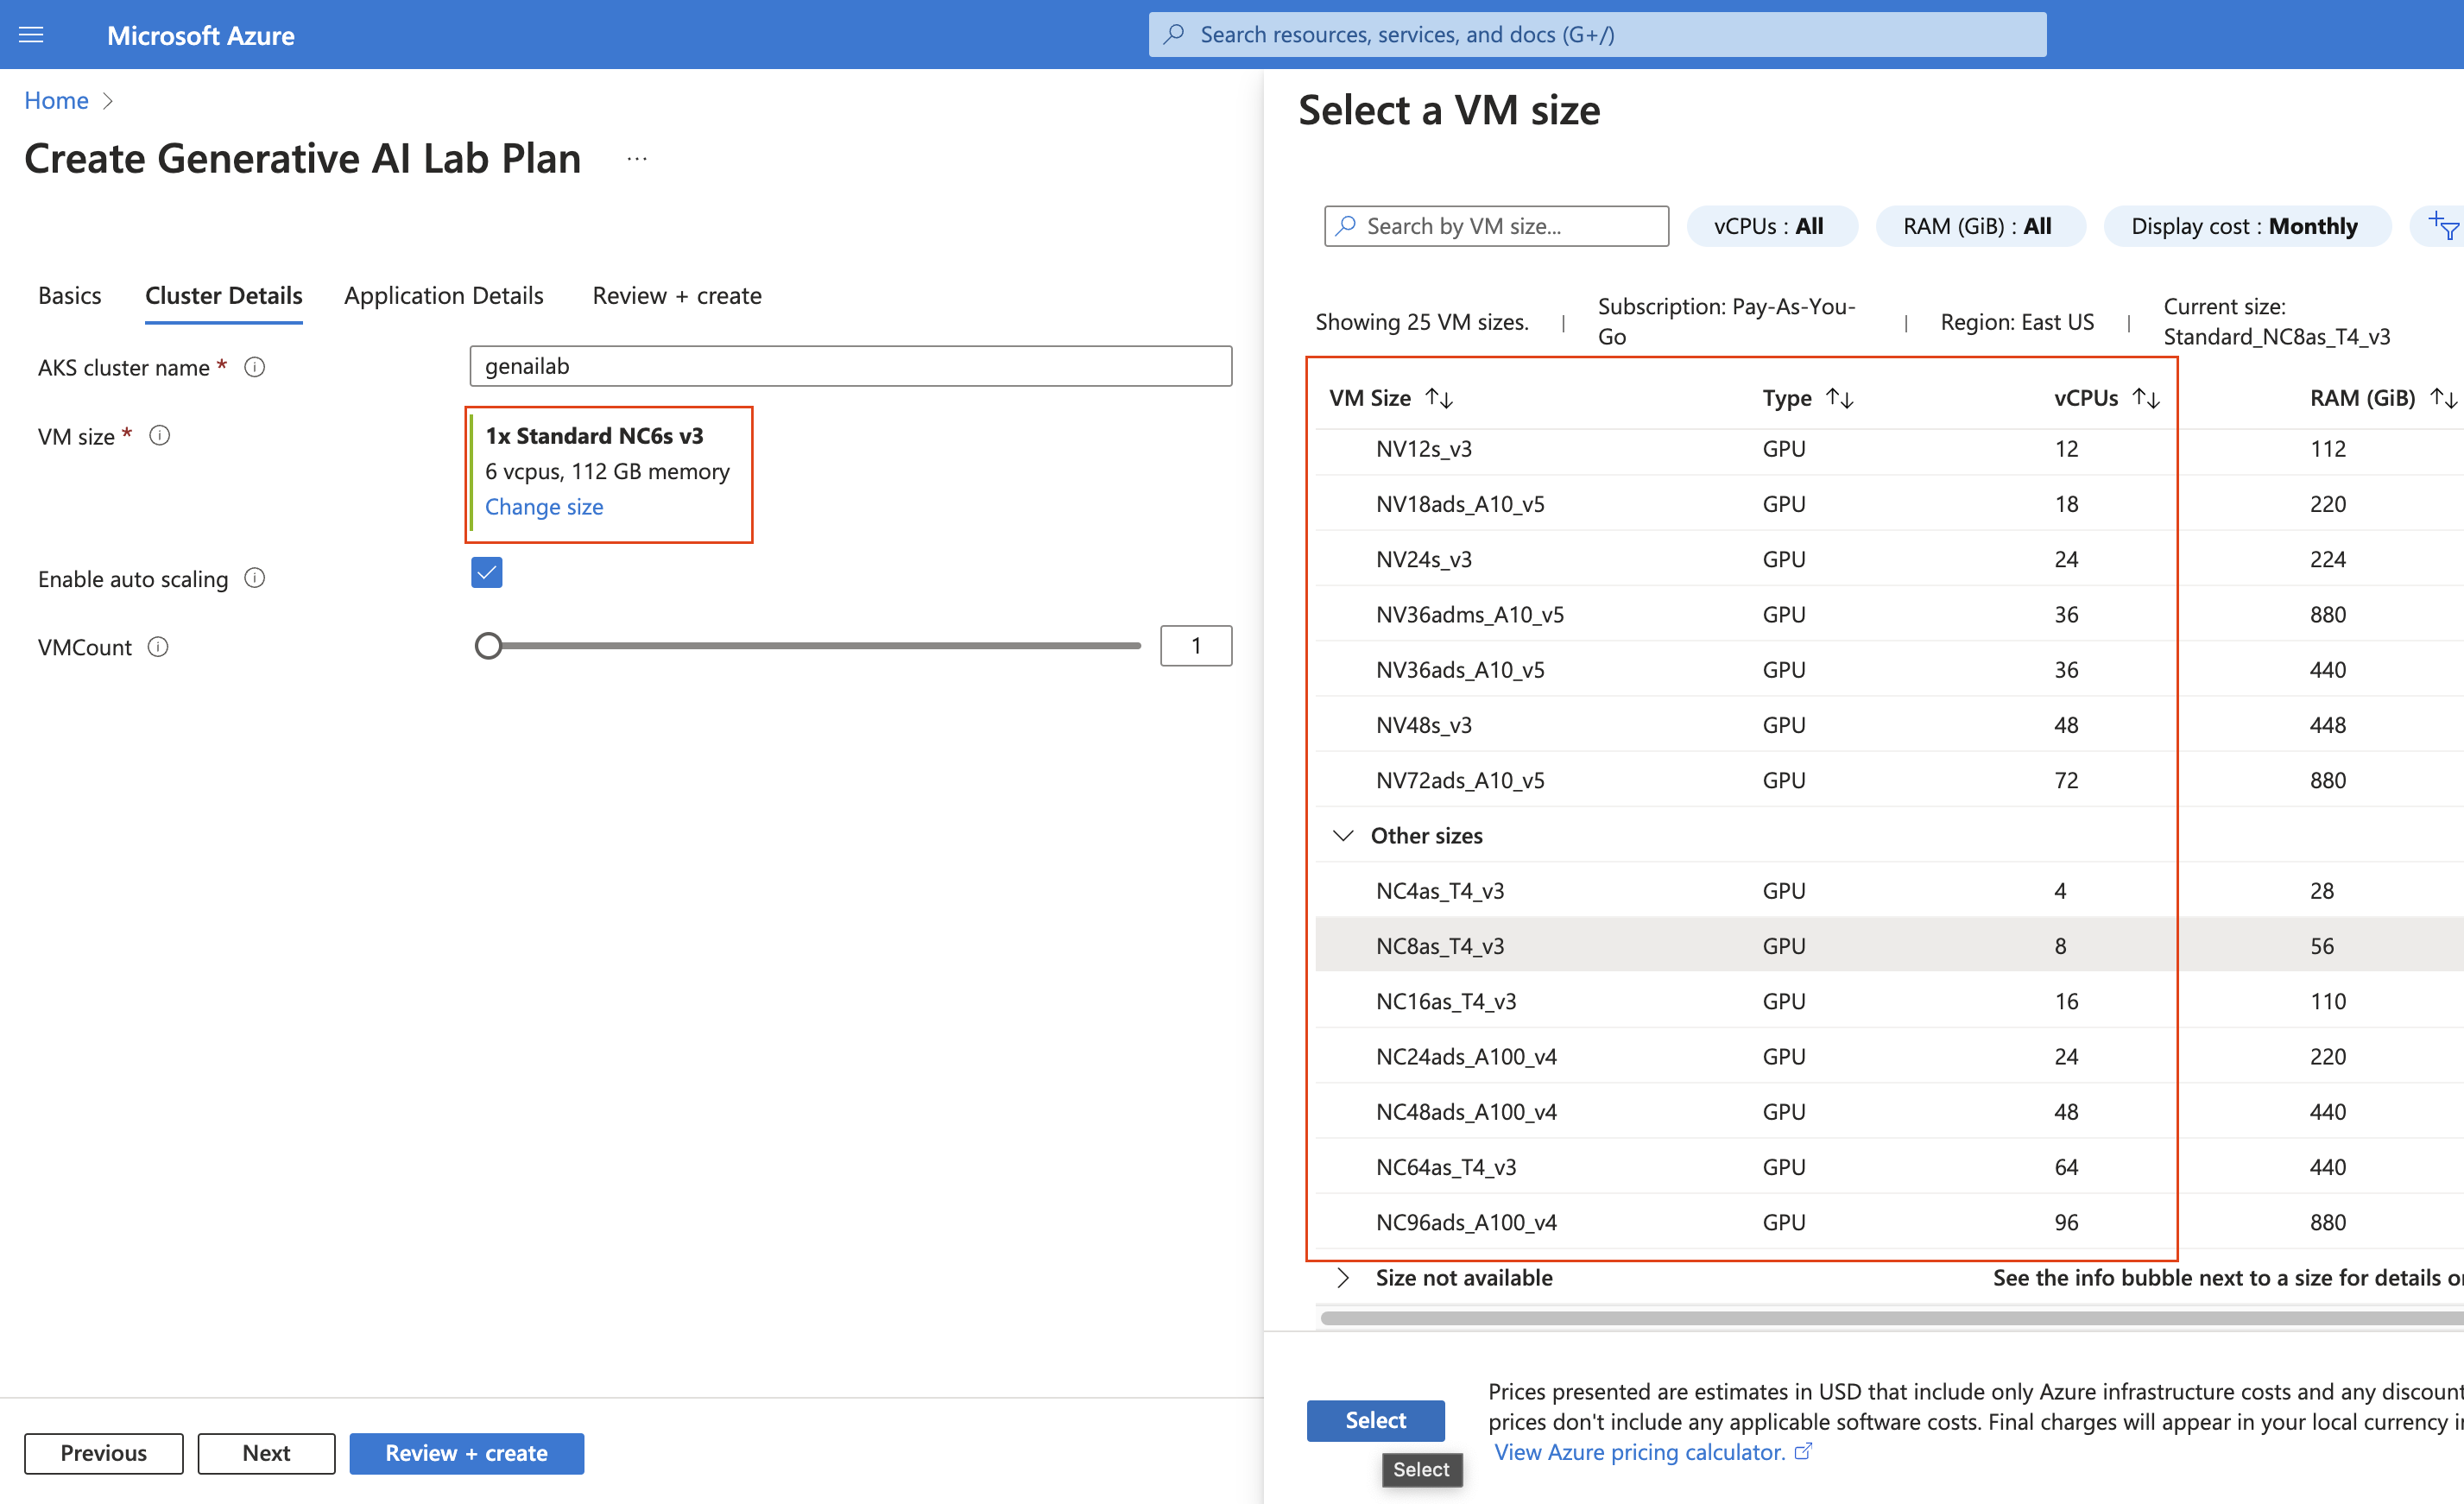 Microsoft Azure
Search resources, services, and docs (G+/)
Home
Create Generative AI Lab Plan
...
Basics Cluster Details Application Details Review + create
AKS cluster name *
genailab
VM size *
1x Standard NC6s v3
6 vcpus, 112 GB memory
Change size
Enable auto scaling
VMCount
1
Previous Next Review + create
Select a VM size
Search by VM size...
vCPUs : All
RAM (GiB) : All
Display cost : Monthly
Showing 25 VM sizes. |
Subscription: Pay-As-You-
Go
| Region: East US |
Current size:
Standard_NC8as_T4_v3
VM Size Type vCPUs RAM (GiB)
NV12s_v3 GPU 12 112
NV18ads_A10_v5 GPU 18 220
NV24s_v3 GPU 24 224
NV36adms_A10_v5 GPU 36 880
NV36ads_A10_v5 GPU 36 440
NV48s_v3 GPU 48 448
NV72ads_A10_v5 GPU 72 880
Other sizes
NC4as_T4_v3 GPU 4 28
NC8as_T4_v3 GPU 8 56
NC16as_T4_v3 GPU 16 110
NC24ads_A100_v4 GPU 24 220
NC48ads_A100_v4 GPU 48 440
NC64as_T4_v3 GPU 64 440
NC96ads_A100_v4 GPU 96 880
Size not available See the info bubble next to a size for details
Select
Select
Prices presented are estimates in USD that include only Azure infrastructure costs and any discount
prices don't include any applicable software costs. Final charges will appear in your local currency
View Azure pricing calculator.